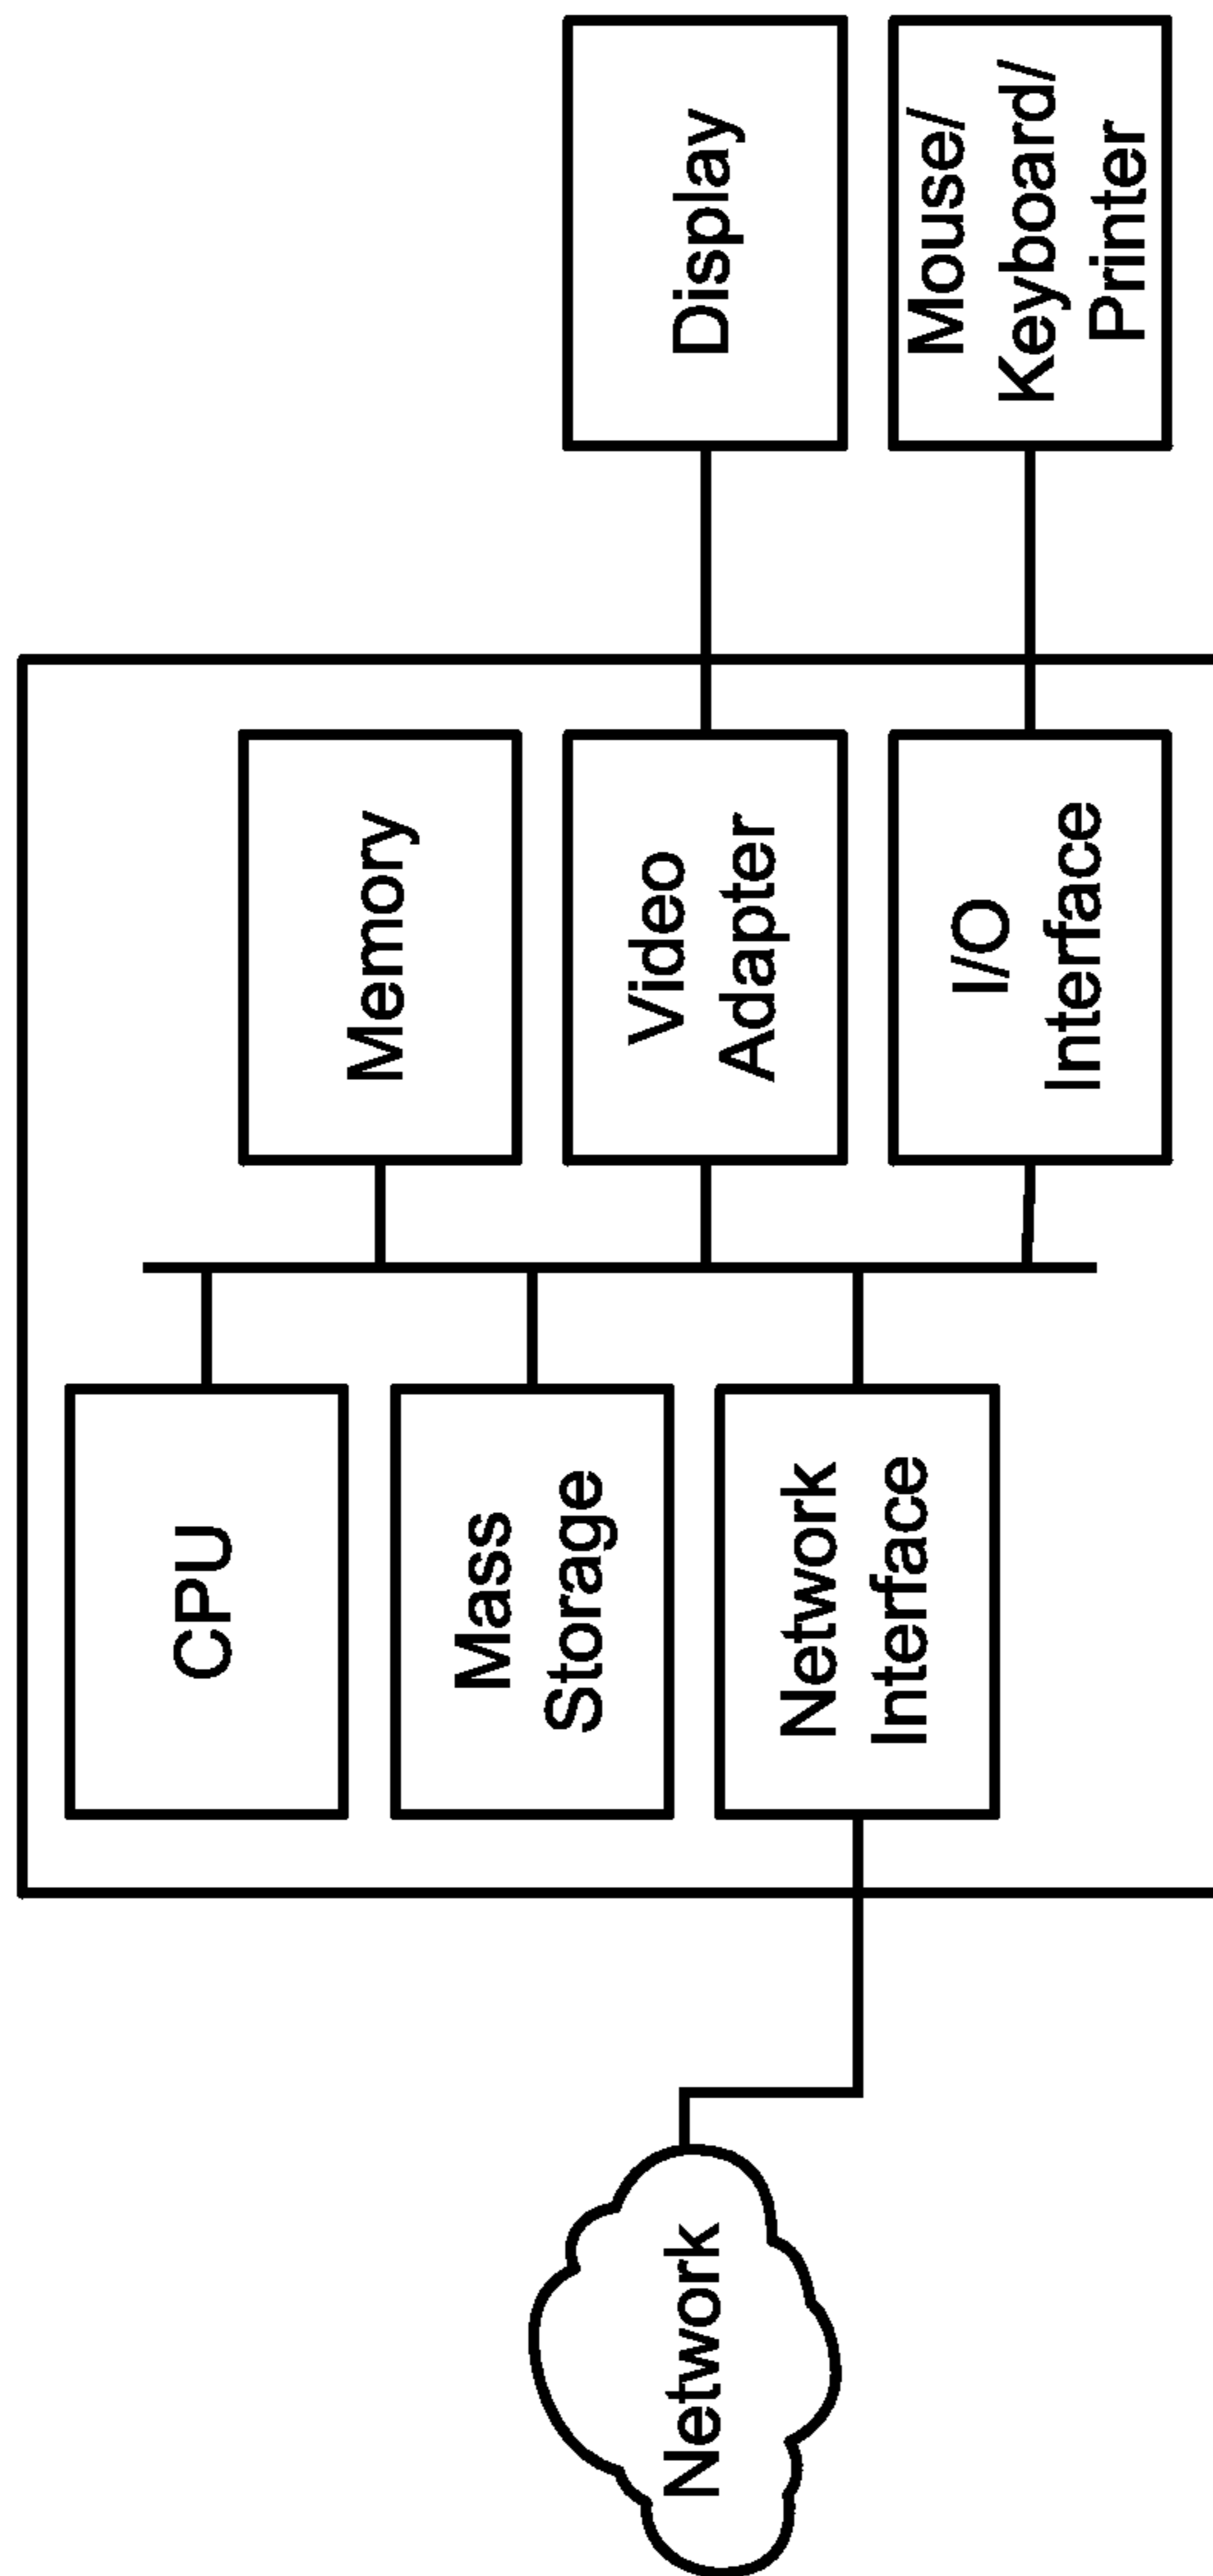 CPU
Memory
Mass
Storage
Video
Adapter
Display
Network
Network
Interface
I/O
Interface
Mouse/
Keyboard/
Printer